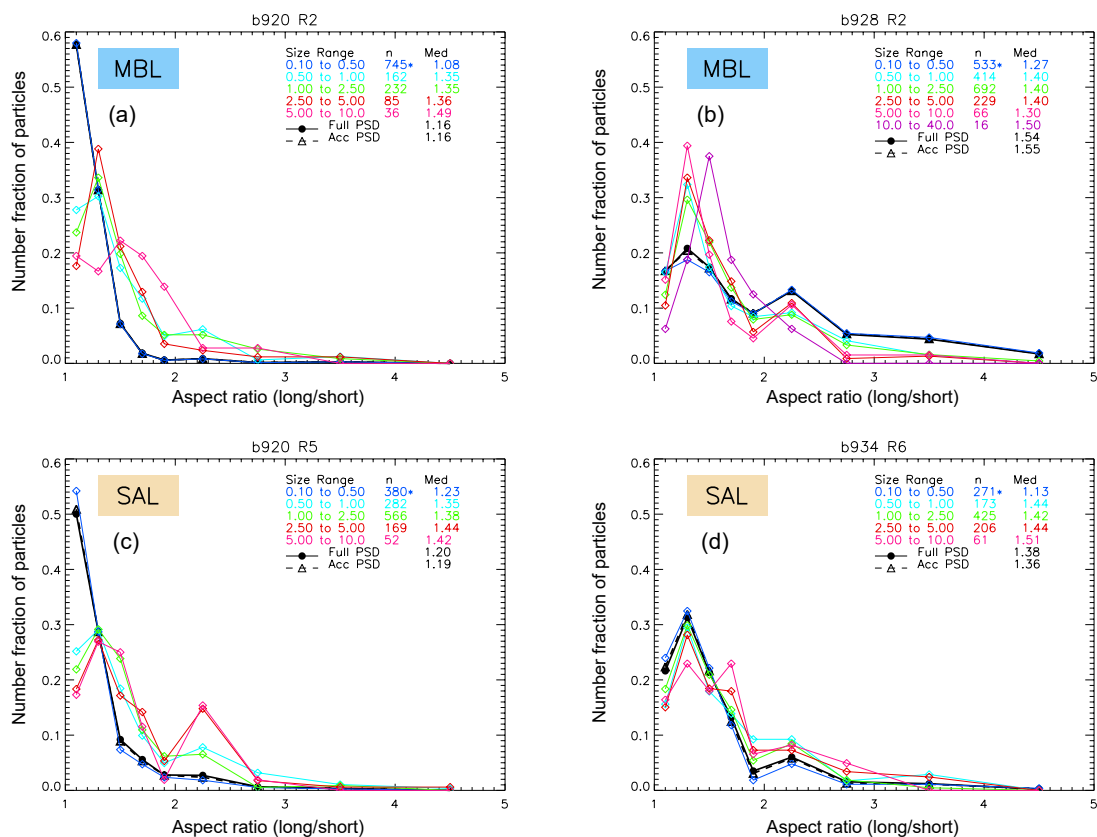 b920 R2
0.6
0.5
0.4
0.3
0.2
0.1
0.0
Number fraction of particles
MBL
(a)
Size Range n Med
0.10 to 0.50 745* 1.08
0.50 to 1.00 162 1.35
1.00 to 2.50 232 1.35
2.50 to 5.00 85 1.36
5.00 to 10.0 36 1.49
Full PSD 1.16
Acc PSD 1.16
1 2 3 4 5
Aspect ratio (long/short)
b928 R2
0.6
0.5
0.4
0.3
0.2
0.1
0.0
Number fraction of particles
MBL
(b)
Size Range n Med
0.10 to 0.50 533* 1.27
0.50 to 1.00 414 1.40
1.00 to 2.50 692 1.40
2.50 to 5.00 229 1.40
5.00 to 10.0 66 1.30
10.0 to 40.0 16 1.50
Full PSD 1.54
Acc PSD 1.55
1 2 3 4 5
Aspect ratio (long/short)
b920 R5
0.6
0.5
0.4
0.3
0.2
0.1
0.0
Number fraction of particles
SAL
(c)
Size Range n Med
0.10 to 0.50 380* 1.23
0.50 to 1.00 282 1.35
1.00 to 2.50 566 1.38
2.50 to 5.00 169 1.44
5.00 to 10.0 52 1.42
Full PSD 1.20
Acc PSD 1.19
1 2 3 4 5
Aspect ratio (long/short)
b934 R6
0.6
0.5
0.4
0.3
0.2
0.1
0.0
Number fraction of particles
SAL
(d)
Size Range n Med
0.10 to 0.50 271* 1.13
0.50 to 1.00 173 1.44
1.00 to 2.50 425 1.42
2.50 to 5.00 206 1.44
5.00 to 10.0 61 1.51
Full PSD 1.38
Acc PSD 1.36
1 2 3 4 5
Aspect ratio (long/short)